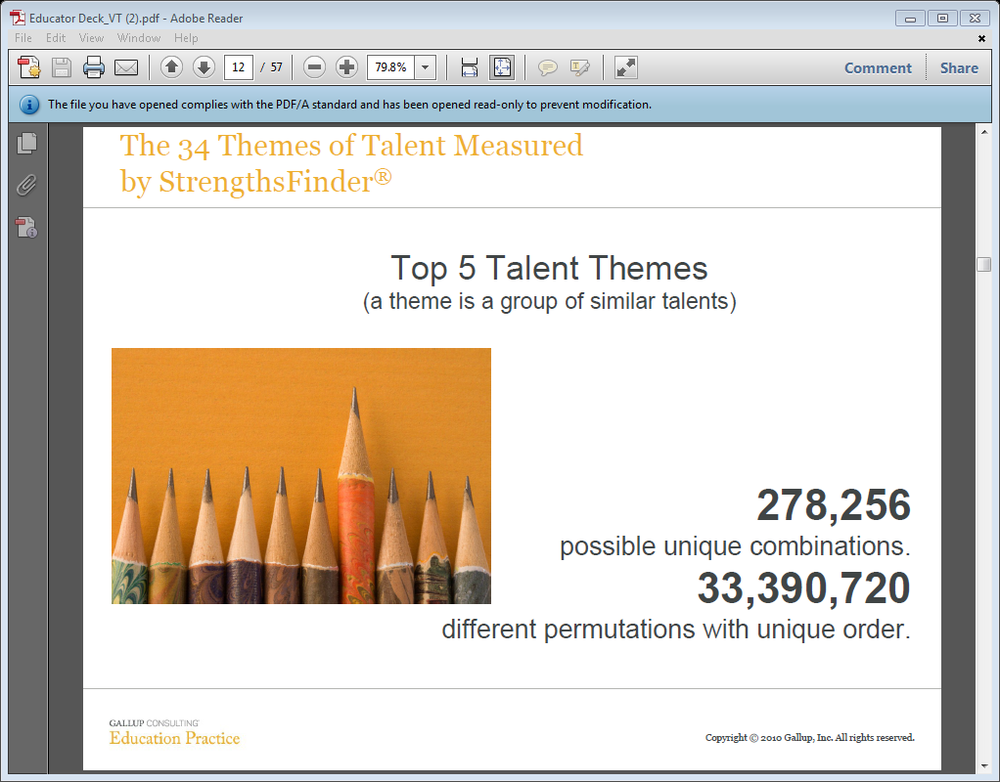 Educator Deck_VT (2).pdf - Adobe Reader
File Edit View Window Help
12 / 57 79.8% Comment Share
The file you have opened complies with the PDF/A standard and has been opened read-only to prevent modification.
The 34 Themes of Talent Measured
by StrengthsFinder®
Top 5 Talent Themes
(a theme is a group of similar talents)
278,256
possible unique combinations.
33,390,720
different permutations with unique order.
GALLUP CONSULTING
Education Practice
Copyright © 2010 Gallup, Inc. All rights reserved.